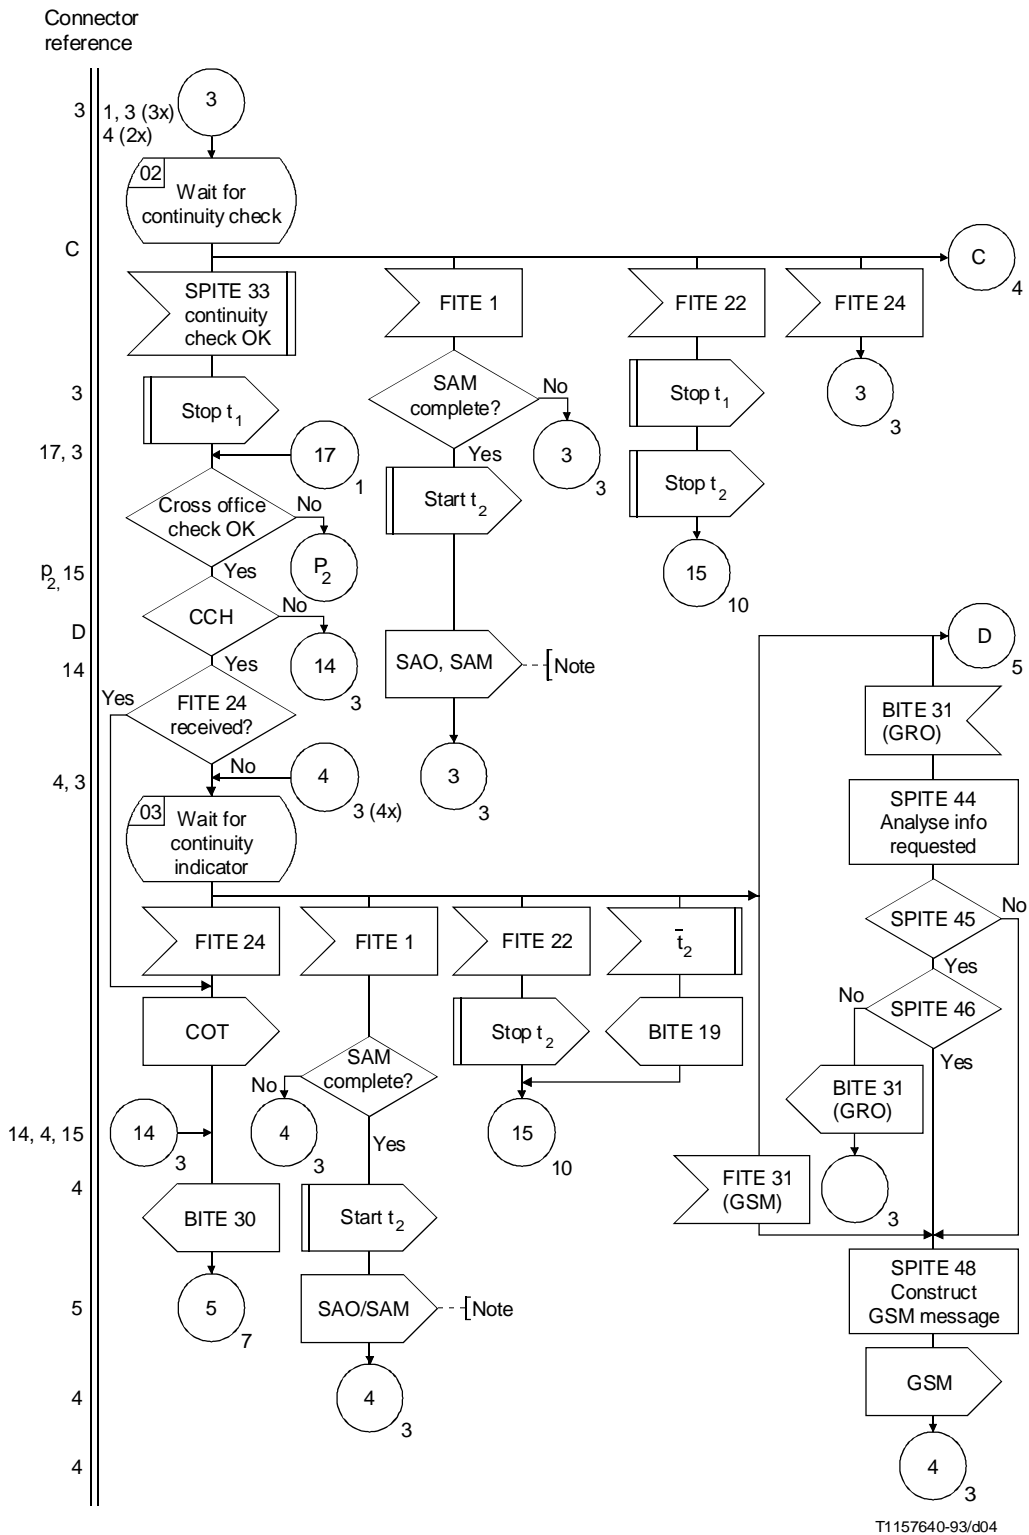 Connector
reference
3
1, 3 (3x)
4 (2x)
3
02
Wait for
continuity check
C
C
4
SPITE 33
continuity
check OK
FITE 1
FITE 22
FITE 24
3
Stop t1
SAM
complete?
No
Stop t1
3
3
17, 3
17
1
Yes
3
3
Start t2
Stop t2
Cross office
check OK
No
P2
p2, 15
Yes
15
10
CCH
No
D
14
3
SAO, SAM
Note
D
5
14
Yes
Yes
FITE 24
received?
BITE 31
(GRO)
No
4
3 (4x)
3
3
4, 3
03
Wait for
continuity
indicator
SPITE 44
Analyse info
requested
FITE 24
FITE 1
FITE 22
t̄2
SPITE 45
No
Yes
COT
SAM
complete?
Stop t2
BITE 19
No
SPITE 46
Yes
No
4
3
Yes
BITE 31
(GRO)
3
14, 4, 15
14
3
15
10
4
BITE 30
Start t2
FITE 31
(GSM)
5
5
7
SAO/SAM
Note
SPITE 48
Construct
GSM message
4
4
3
GSM
4
4
3
T1157640-93/d04